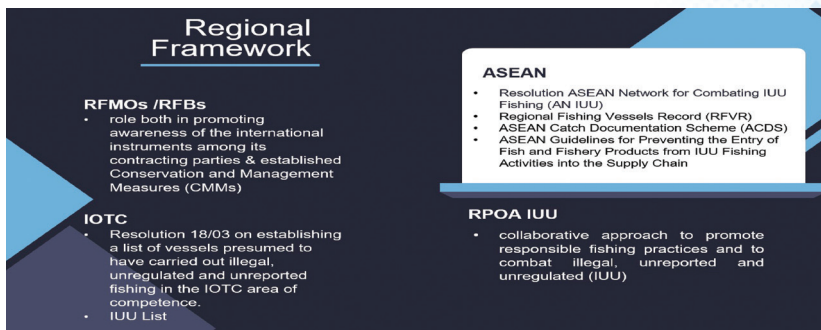 Regional
Framework
RFMOs /RFBs
• role both in promoting
awareness of the international
instruments among its
contracting parties & established
Conservation and Management
Measures (CMMs)
IOTC
• Resolution 18/03 on establishing
a list of vessels presumed to
have carried out illegal,
unregulated and unreported
fishing in the IOTC area of
competence.
• IUU List
ASEAN
• Resolution ASEAN Network for Combating IUU
Fishing (AN IUU)
• Regional Fishing Vessels Record (RFVR)
• ASEAN Catch Documentation Scheme (ACDS)
• ASEAN Guidelines for Preventing the Entry of
Fish and Fishery Products from IUU Fishing
Activities into the Supply Chain
RPOA IUU
• collaborative approach to promote
responsible fishing practices and to
combat illegal, unreported and
unregulated (IUU)